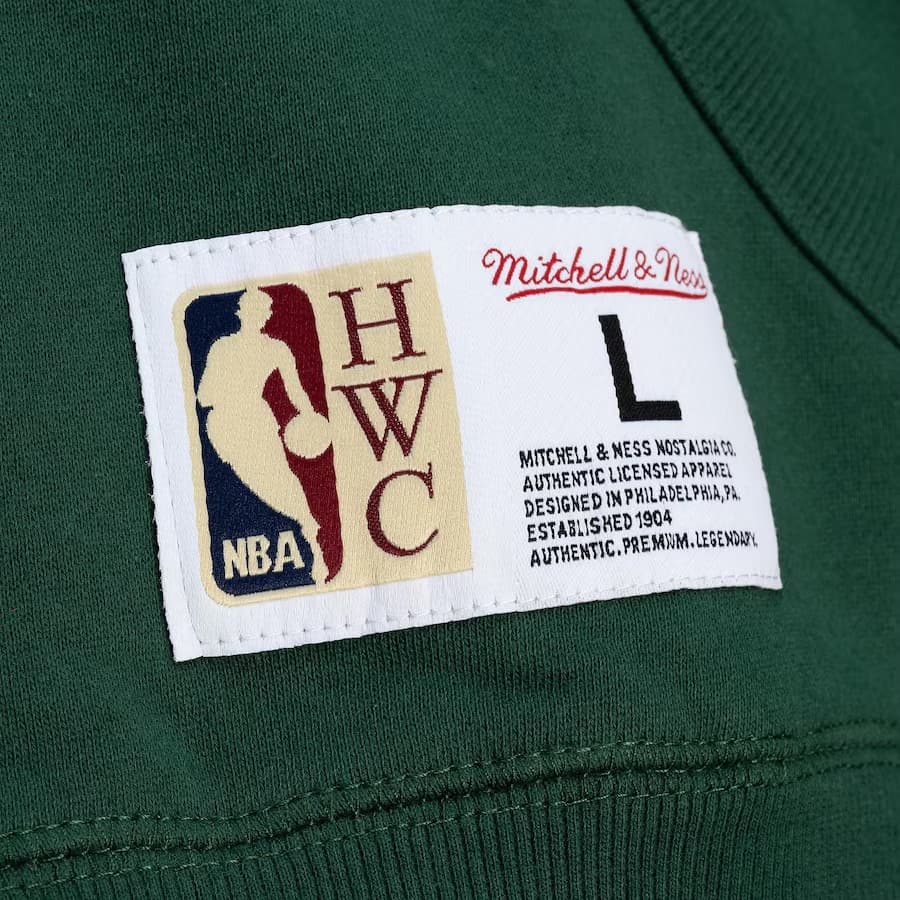 NBA
H
W
C
Mitchell & Ness
L
MITCHELL & NESS NOSTALGIA CO.
AUTHENTIC LICENSED APPAREL
DESIGNED IN PHILADELPHIA, PA.
ESTABLISHED 1904
AUTHENTIC. PREMIUM. LEGENDARY.